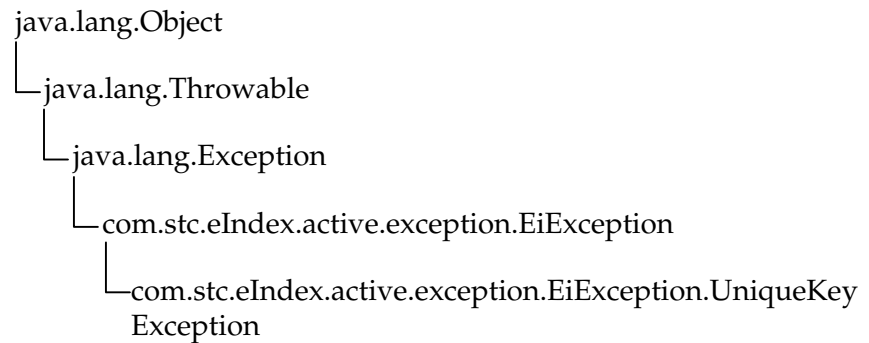 java.lang.Object
java.lang.Throwable
java.lang.Exception
com.stc.eIndex.active.exception.EiException
com.stc.eIndex.active.exception.EiException.UniqueKey
Exception